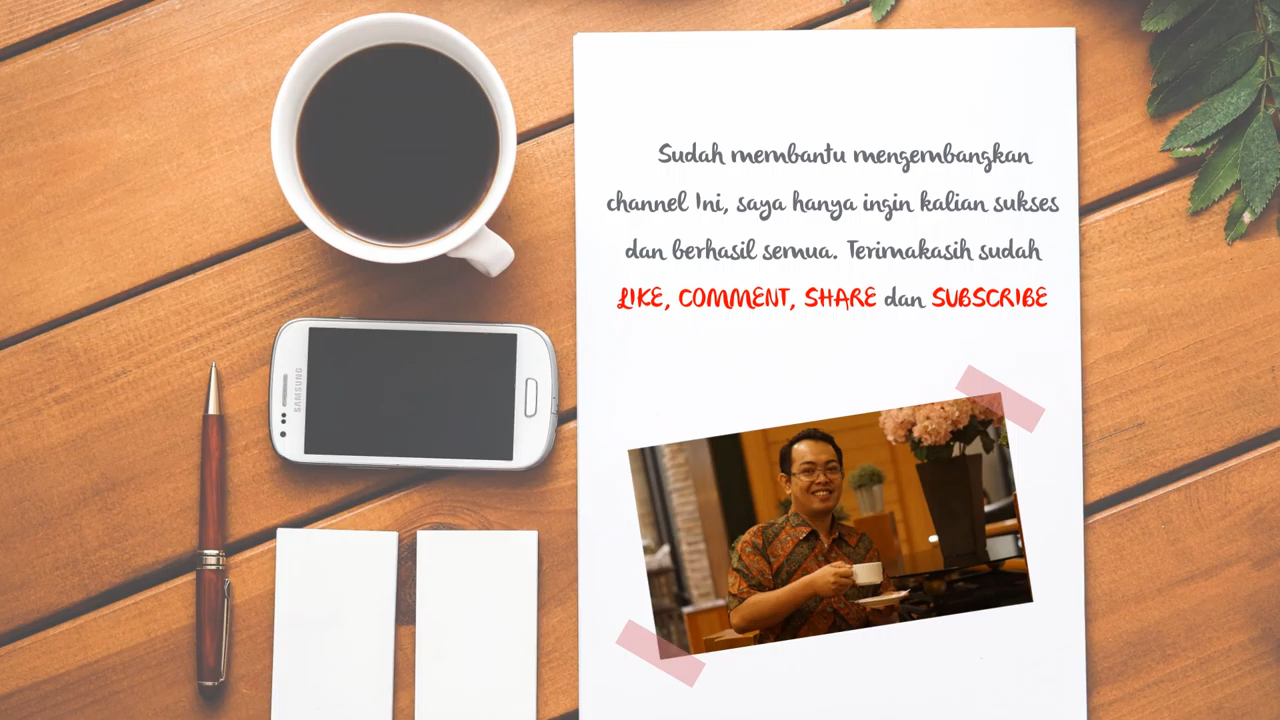 Sudah membantu mengembangkan
channel Ini, saya hanya ingin kalian sukses
dan berhasil semua. Terimakasih sudah
LIKE, COMMENT, SHARE dan SUBSCRIBE
SAMSUNG